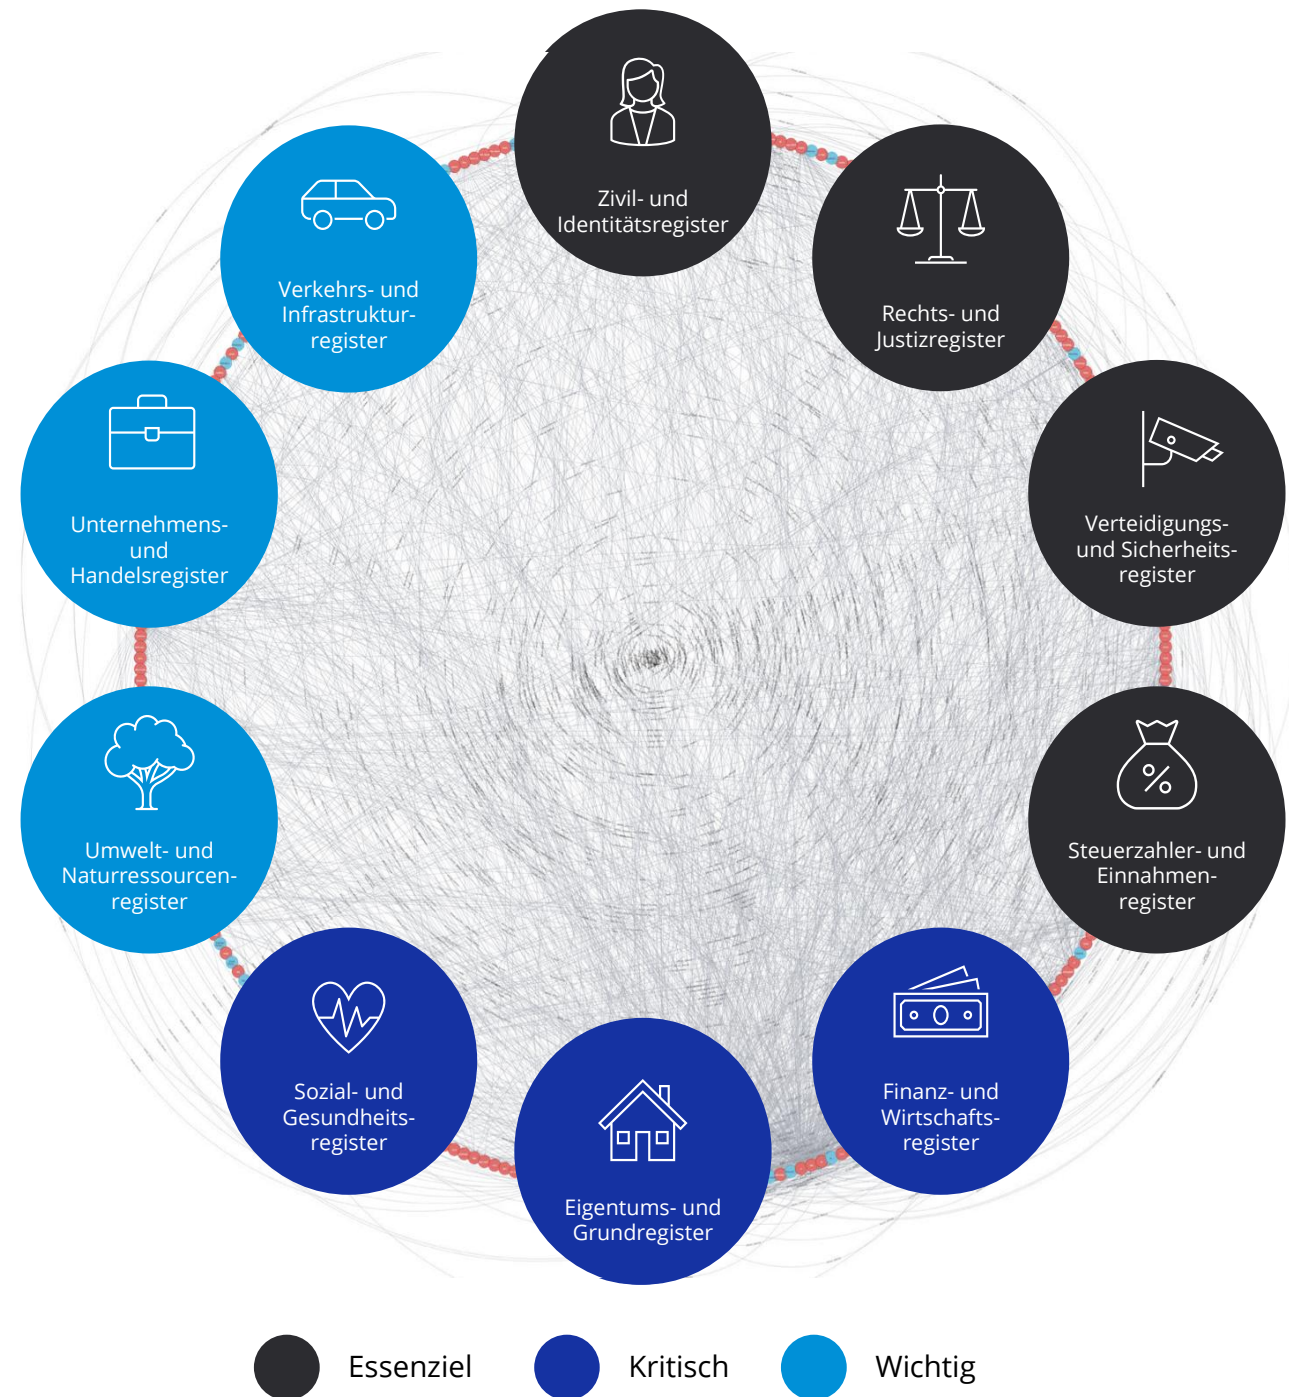 Zivil- und
Identitätsregister
Rechts- und
Justizregister
Verteidigungs-
und Sicherheits-
register
Steuerzahler- und
Einnahmen-
register
Finanz- und
Wirtschafts-
register
Eigentums- und
Grundregister
Sozial- und
Gesundheits-
register
Umwelt- und
Naturressourcen-
register
Unternehmens-
und
Handelsregister
Verkehrs- und
Infrastruktur-
register
%
Essenziel
Kritisch
Wichtig